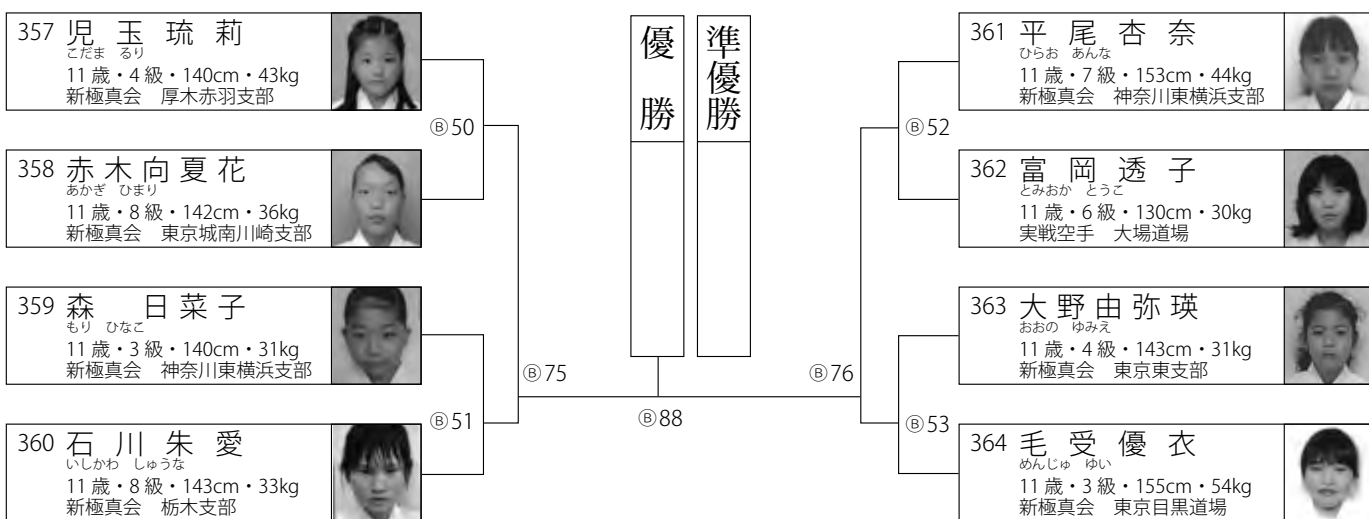 357 児玉琉莉
こだま るり
11歳・4級・140cm・43kg
新極真会 厚木赤羽支部
358 赤木向夏花
あかぎ ひまり
11歳・8級・142cm・36kg
新極真会 東京城南川崎支部
359 森 日菜子
もり ひなこ
11歳・3級・140cm・31kg
新極真会 神奈川東横浜支部
360 石川朱愛
いしかわ しゅうな
11歳・8級・143cm・33kg
新極真会 栃木支部
Ⓑ50
Ⓑ51
Ⓑ75
優勝
準優勝
Ⓑ88
Ⓑ76
Ⓑ52
Ⓑ53
361 平尾杏奈
ひらお あんな
11歳・7級・153cm・44kg
新極真会 神奈川東横浜支部
362 富岡透子
とみおか とうこ
11歳・6級・130cm・30kg
実戦空手 大場道場
363 大野由弥瑛
おおの ゆみえ
11歳・4級・143cm・31kg
新極真会 東京東支部
364 毛受優衣
めんじゅ ゆい
11歳・3級・155cm・54kg
新極真会 東京目黒道場